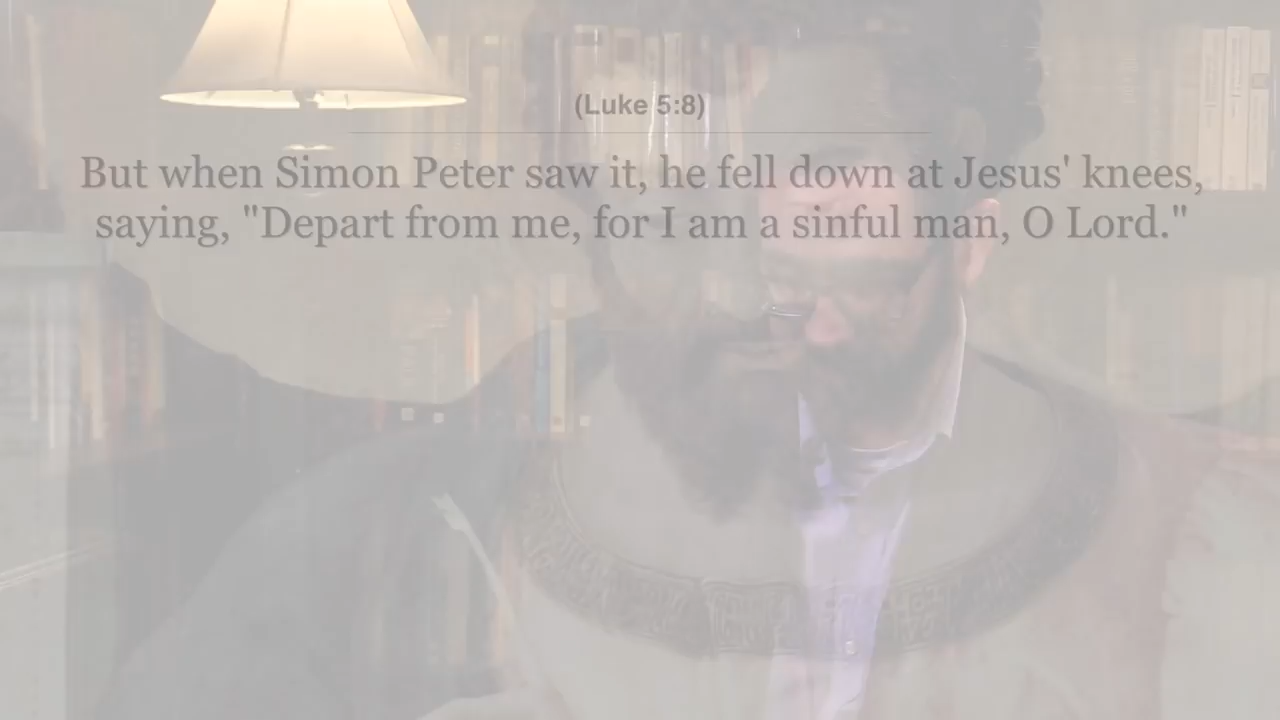 (Luke 5:8)
But when Simon Peter saw it, he fell down at Jesus' knees,
saying, "Depart from me, for I am a sinful man, O Lord."